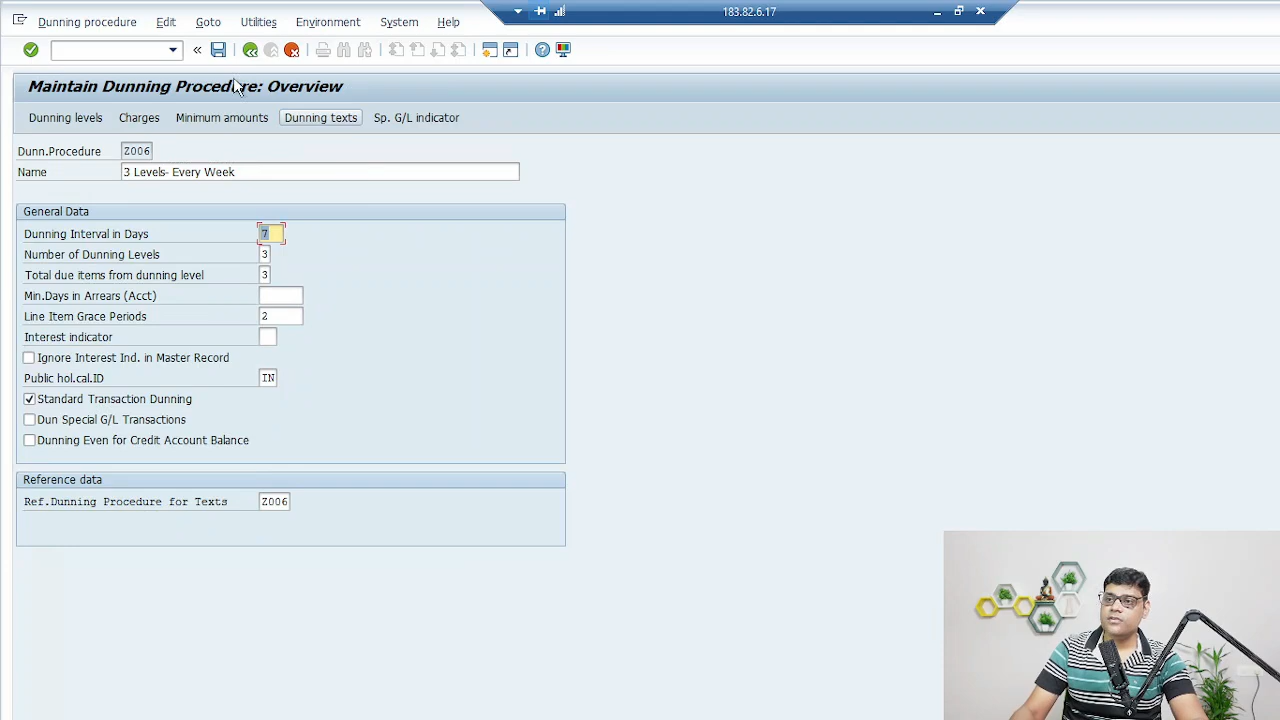 183.82.6.17
Dunning procedure Edit Goto Utilities Environment System Help
Maintain Dunning Procedure: Overview
Dunning levels Charges Minimum amounts Dunning texts Sp. G/L indicator
Dunn.Procedure Z006
Name 3 Levels- Every Week
General Data
Dunning Interval in Days 7
Number of Dunning Levels 3
Total due items from dunning level 3
Min.Days in Arrears (Acct)
Line Item Grace Periods 2
Interest indicator
Ignore Interest Ind. in Master Record
Public hol.cal.ID IN
Standard Transaction Dunning
Dun Special G/L Transactions
Dunning Even for Credit Account Balance
Reference data
Ref.Dunning Procedure for Texts Z006